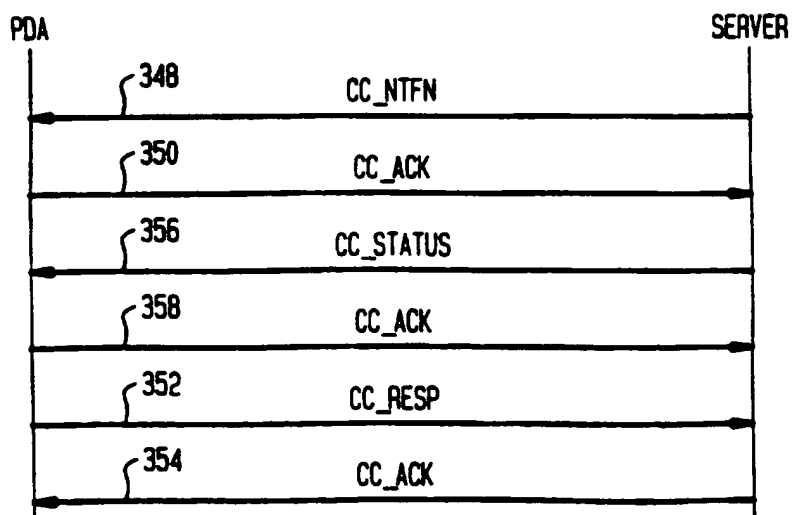 PDA SERVER
348 CC_NTFN
350 CC_ACK
356 CC_STATUS
358 CC_ACK
352 CC_RESP
354 CC_ACK